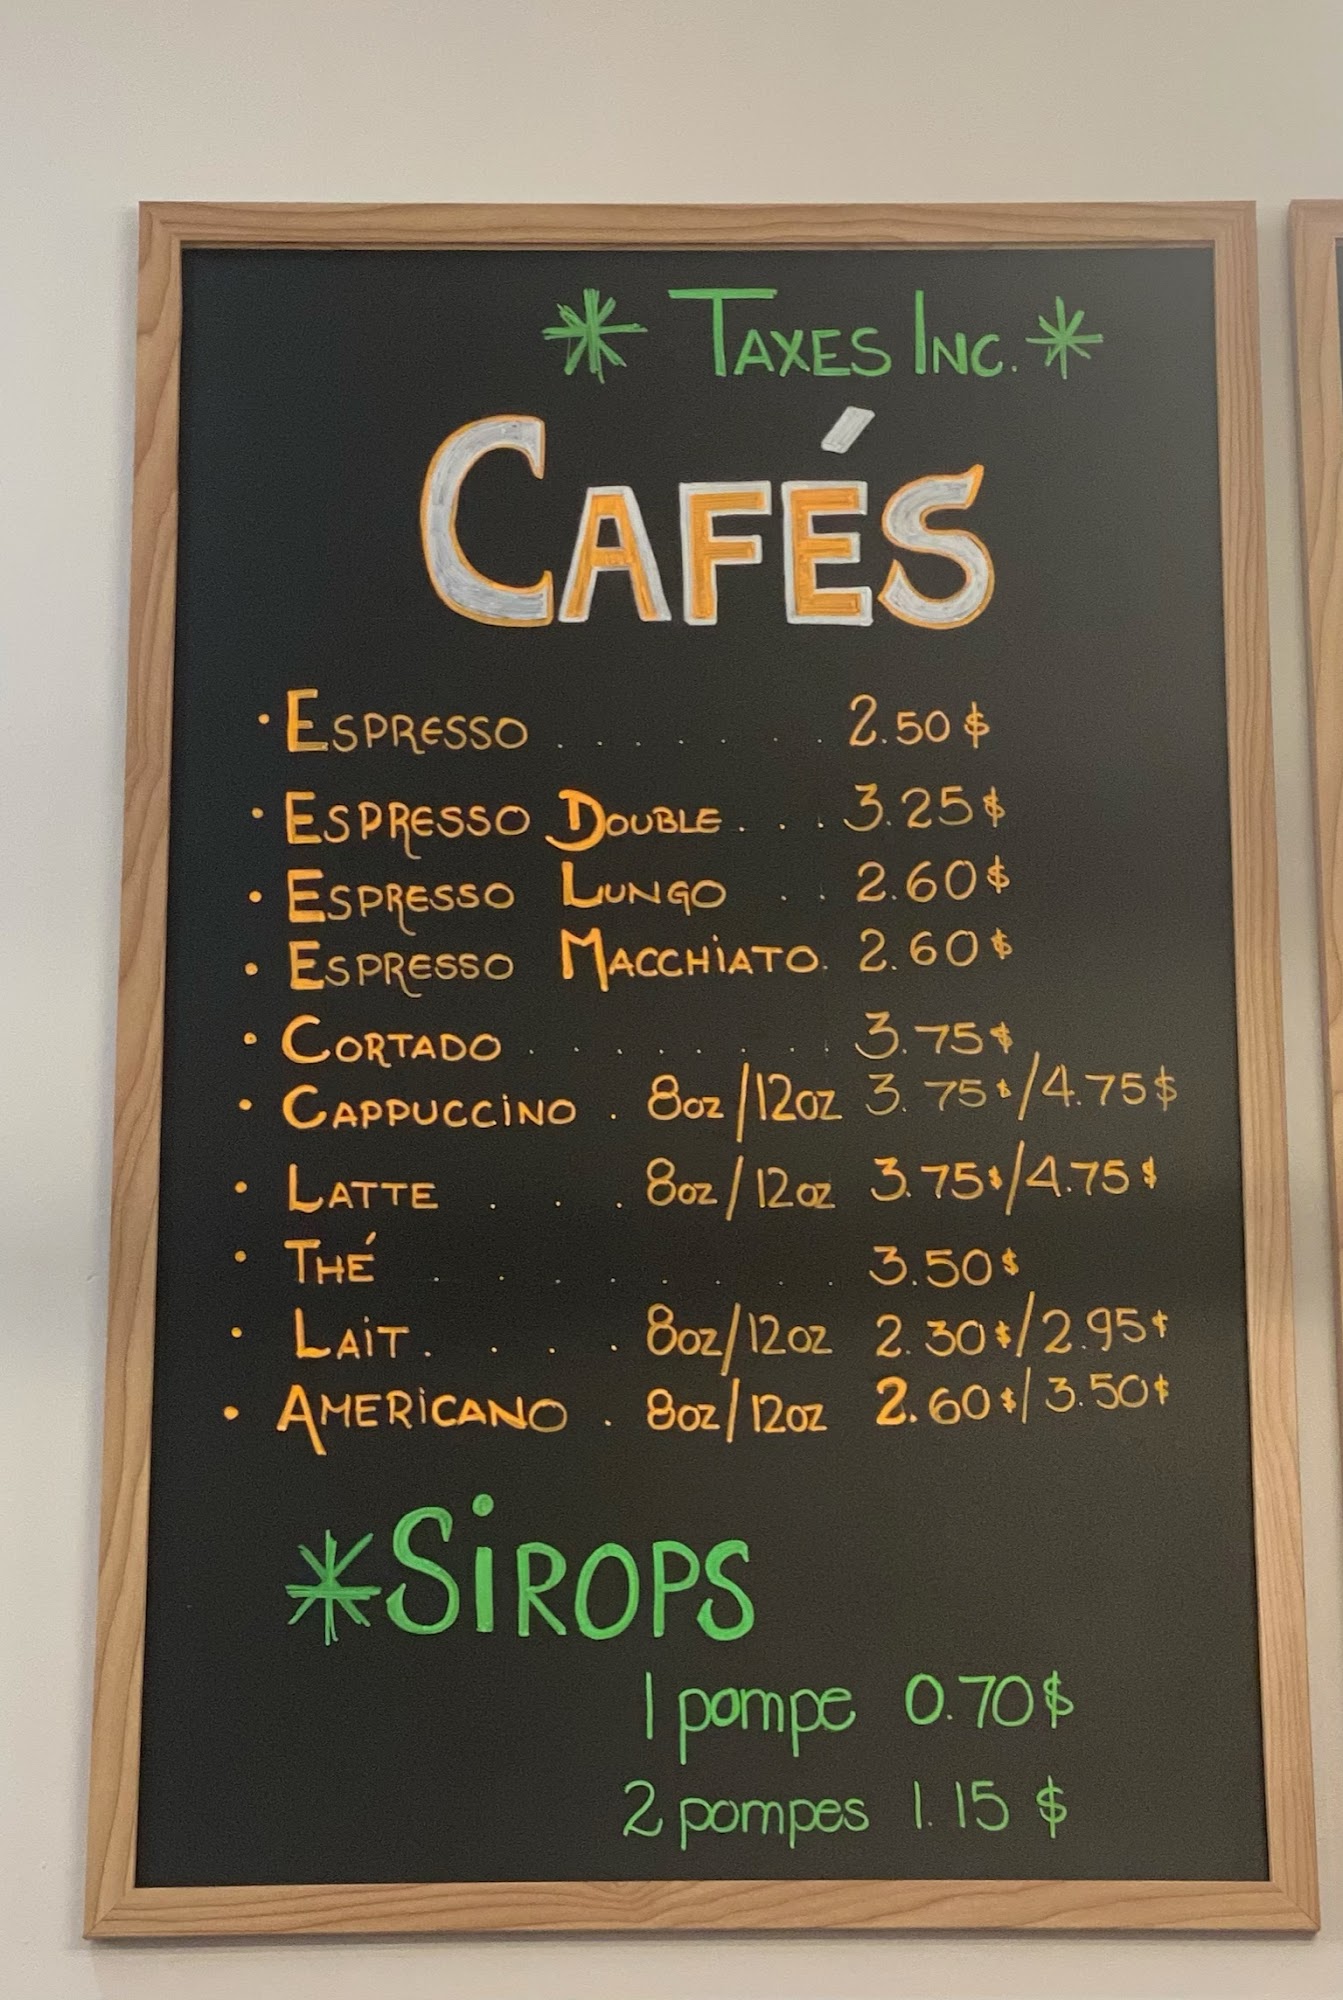 * Taxes Inc. *
Cafés
• Espresso . . . . . . . 2.50$
• Espresso Double . . . 3.25$
• Espresso Lungo . . 2.60$
• Espresso Macchiato . 2.60$
• Cortado . . . . . . . 3.75$
• Cappuccino . 8oz/12oz 3.75$/4.75$
• Latte . . . 8oz/12oz 3.75$/4.75$
• Thé . . . . . . . . 3.50$
• Lait . . . . 8oz/12oz 2.30$/2.95$
• Americano . 8oz/12oz 2.60$/3.50$
*Sirops
1 pompe 0.70$
2 pompes 1.15 $